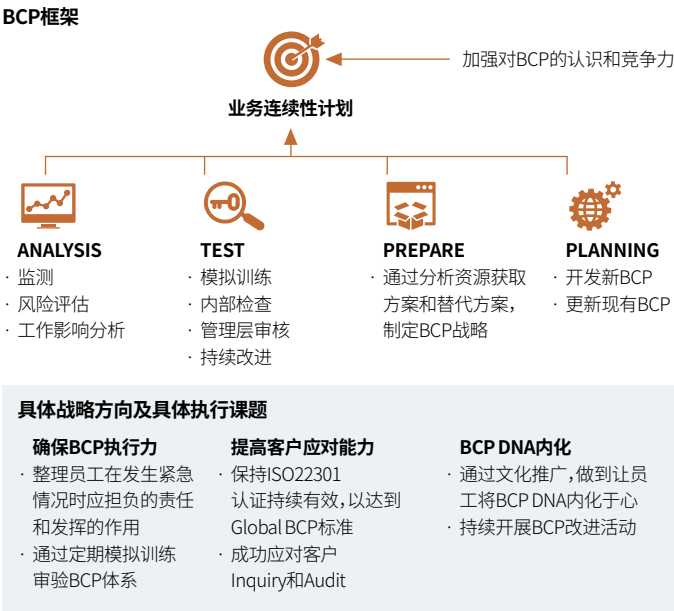 BCP框架
加强对BCP的认识和竞争力
业务连续性计划
ANALYSIS
· 监测
· 风险评估
· 工作影响分析
TEST
· 模拟训练
· 内部检查
· 管理层审核
· 持续改进
PREPARE
· 通过分析资源获取
方案和替代方案，
制定BCP战略
PLANNING
· 开发新BCP
· 更新现有BCP
具体战略方向及具体执行课题
确保BCP执行力
· 整理员工在发生紧急
情况时应担负的责任
和发挥的作用
· 通过定期模拟训练
审验BCP体系
提高客户应对能力
· 保持ISO22301
认证持续有效，以达到
Global BCP标准
· 成功应对客户
Inquiry和Audit
BCP DNA内化
· 通过文化推广，做到让员
工将BCP DNA内化于心
· 持续开展BCP改进活动